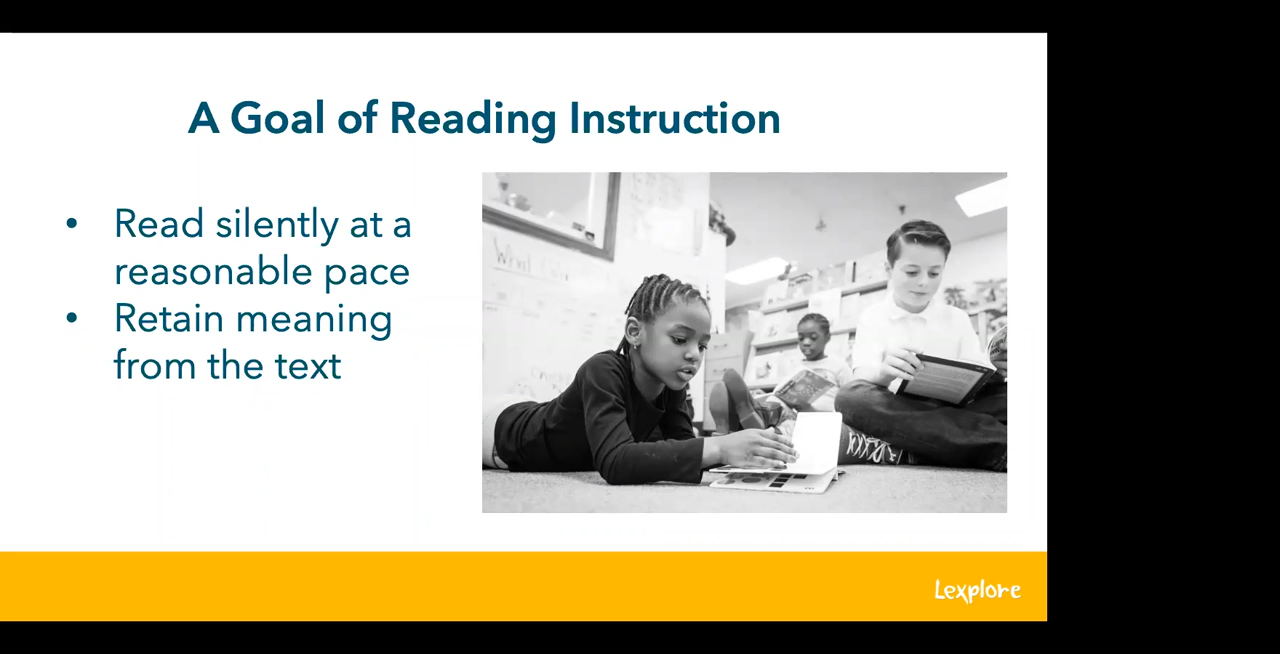 A Goal of Reading Instruction
• Read silently at a
reasonable pace
• Retain meaning
from the text
Lexplore